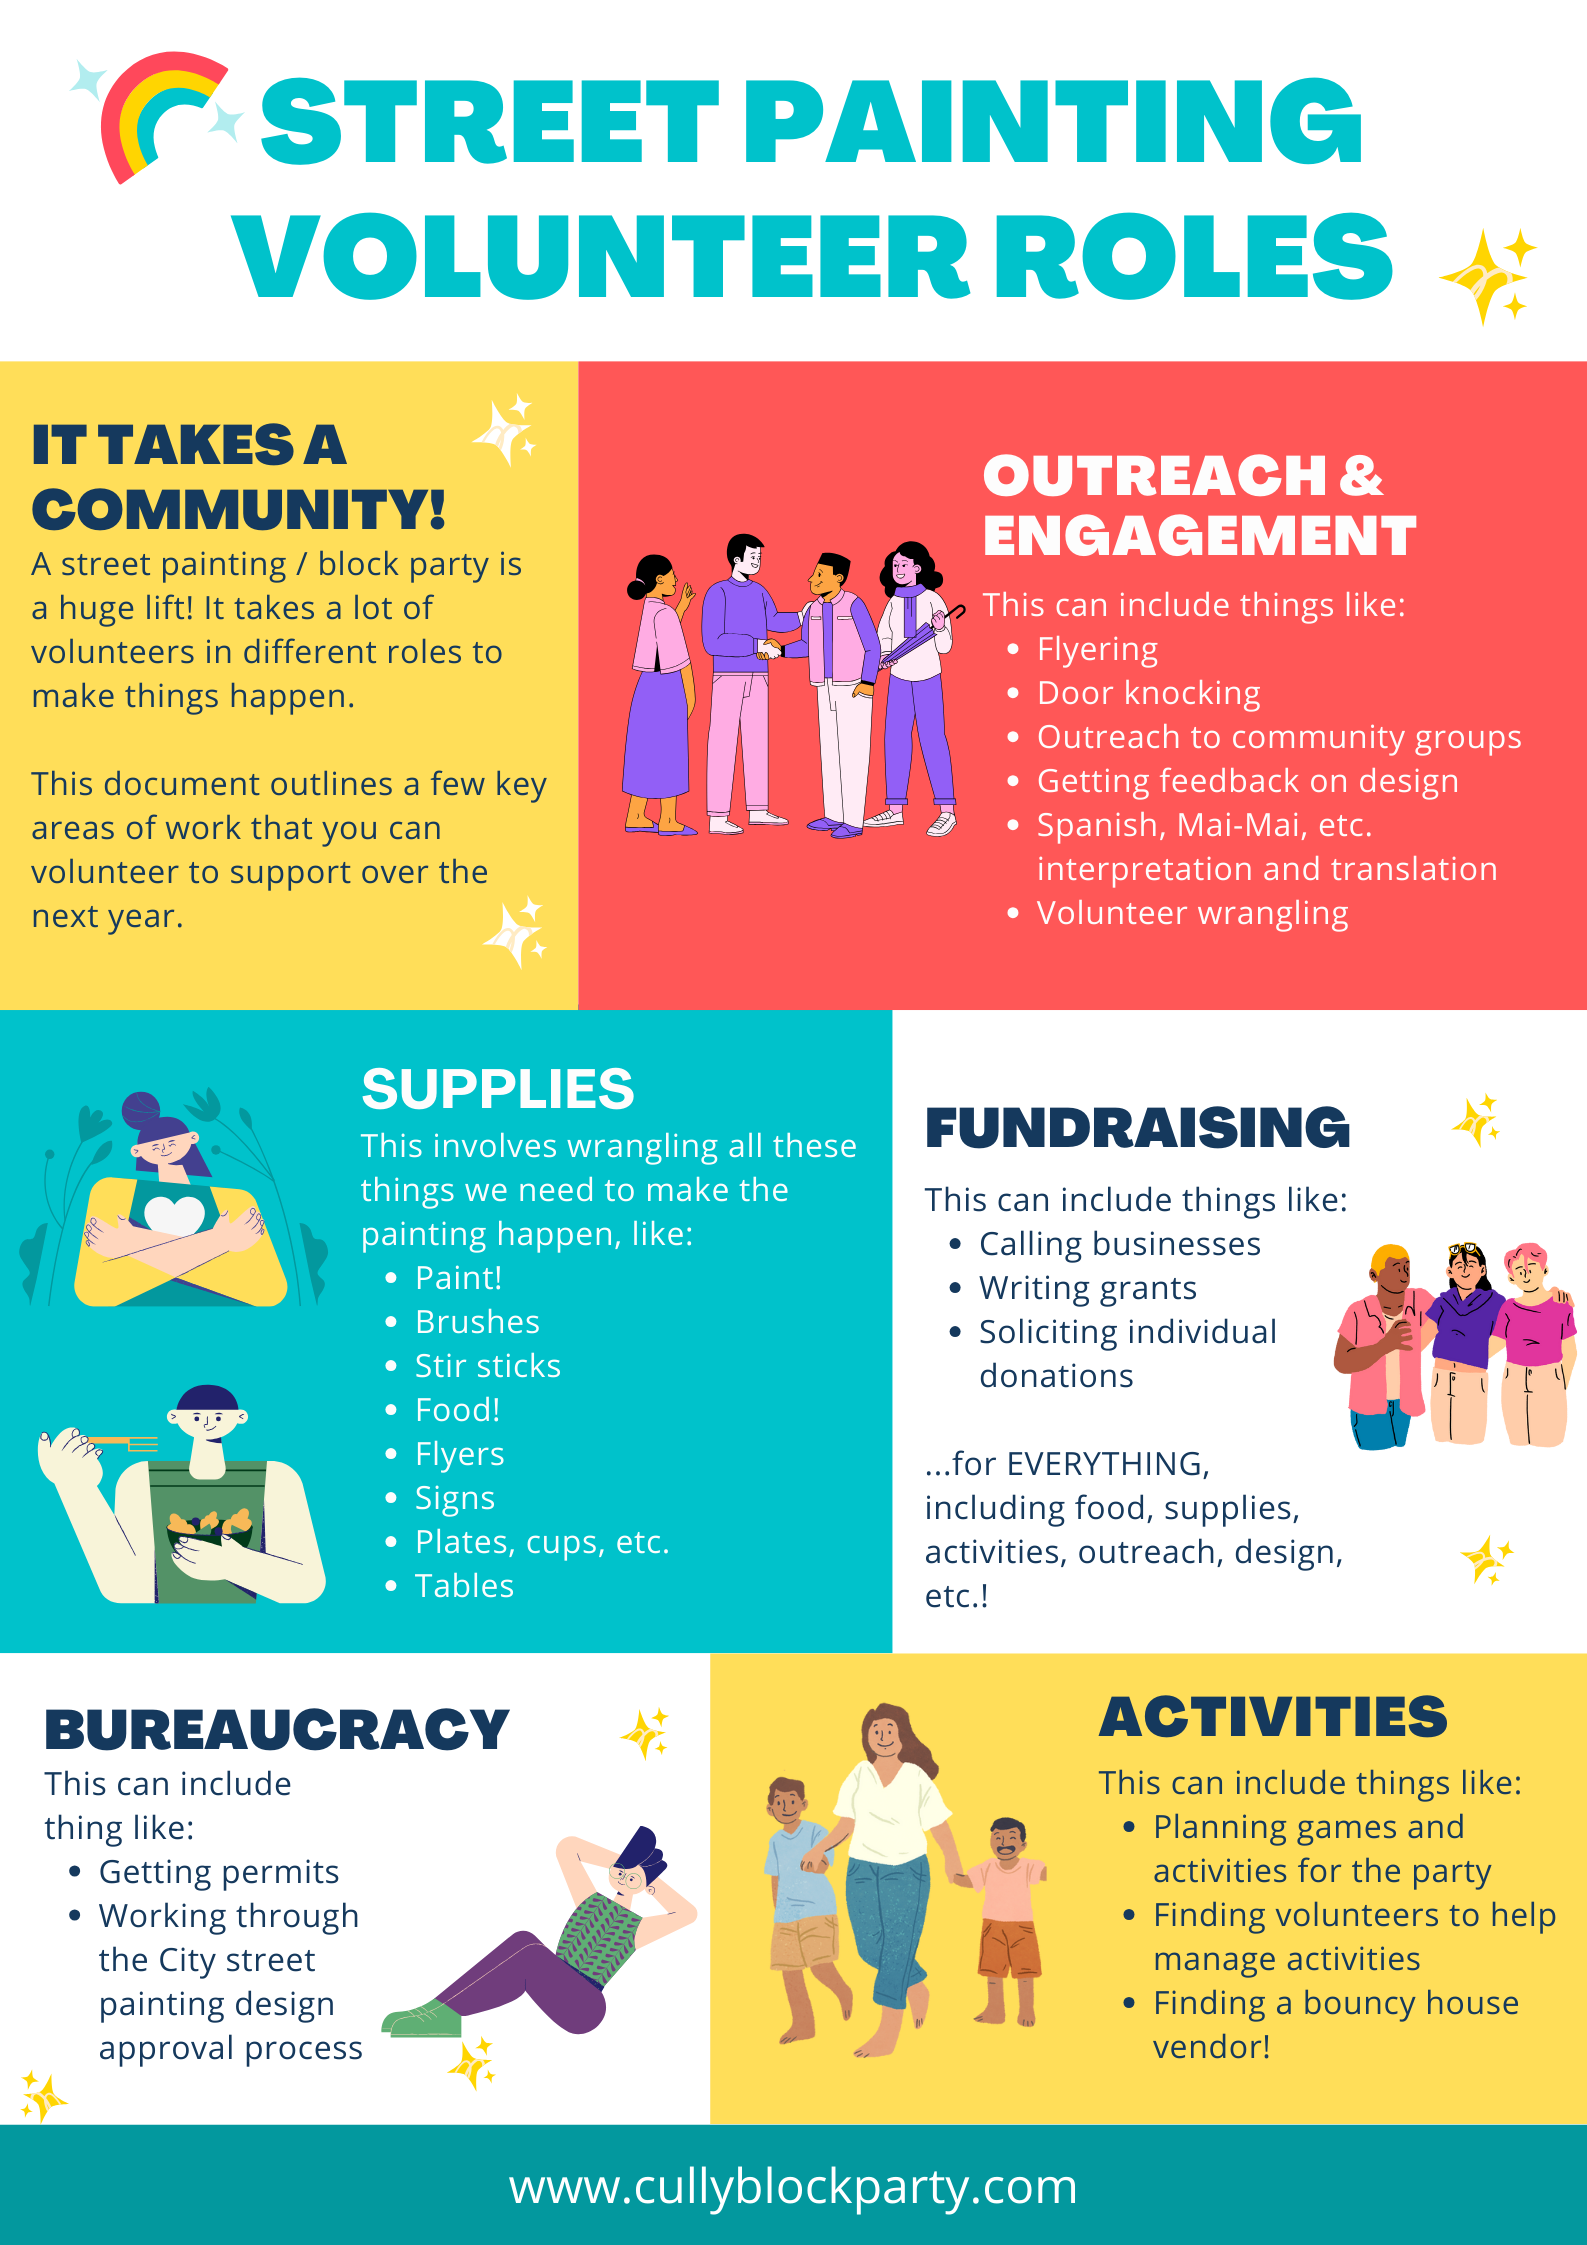 STREET PAINTING
VOLUNTEER ROLES
IT TAKES A
COMMUNITY!
A street painting / block party is
a huge lift! It takes a lot of
volunteers in different roles to
make things happen.
This document outlines a few key
areas of work that you can
volunteer to support over the
next year.
OUTREACH &
ENGAGEMENT
This can include things like:
• Flyering
• Door knocking
• Outreach to community groups
• Getting feedback on design
• Spanish, Mai-Mai, etc.
interpretation and translation
• Volunteer wrangling
SUPPLIES
This involves wrangling all these
things we need to make the
painting happen, like:
• Paint!
• Brushes
• Stir sticks
• Food!
• Flyers
• Signs
• Plates, cups, etc.
• Tables
FUNDRAISING
This can include things like:
• Calling businesses
• Writing grants
• Soliciting individual
donations
...for EVERYTHING,
including food, supplies,
activities, outreach, design,
etc.!
BUREAUCRACY
This can include
thing like:
• Getting permits
• Working through
the City street
painting design
approval process
ACTIVITIES
This can include things like:
• Planning games and
activities for the party
• Finding volunteers to help
manage activities
• Finding a bouncy house
vendor!
www.cullyblockparty.com